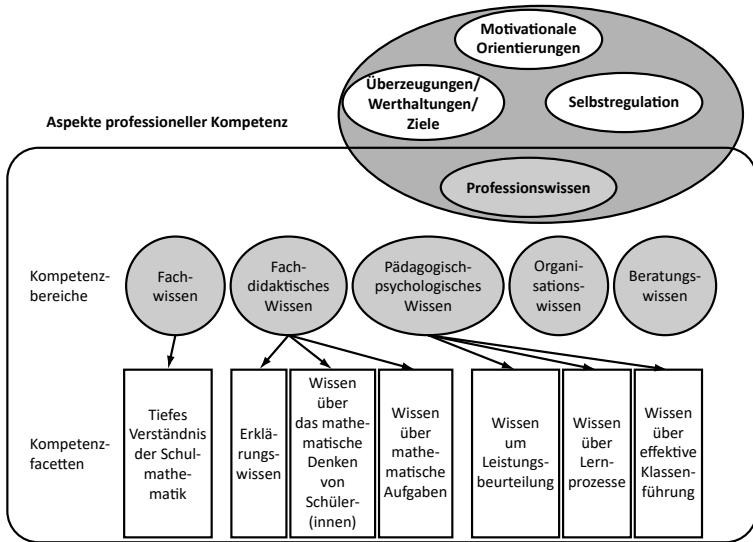 Motivationale
Orientierungen
Überzeugungen/
Werthaltungen/
Ziele
Selbstregulation
Aspekte professioneller Kompetenz
Professionswissen
Kompetenz-
bereiche
Fach-
wissen
Fach-
didaktisches
Wissen
Pädagogisch-
psychologisches
Wissen
Organi-
sations-
wissen
Beratungs-
wissen
Kompetenz-
facetten
Tiefes
Verständnis
der Schul-
mathe-
matik
Erklä-
rungs-
wissen
Wissen
über
das mathe-
matische
Denken
von
Schüler-
(innen)
Wissen
über
mathe-
matische
Aufgaben
Wissen
um
Leistungs-
beurteilung
Wissen
über
Lern-
prozesse
Wissen
über
effektive
Klassen-
führung